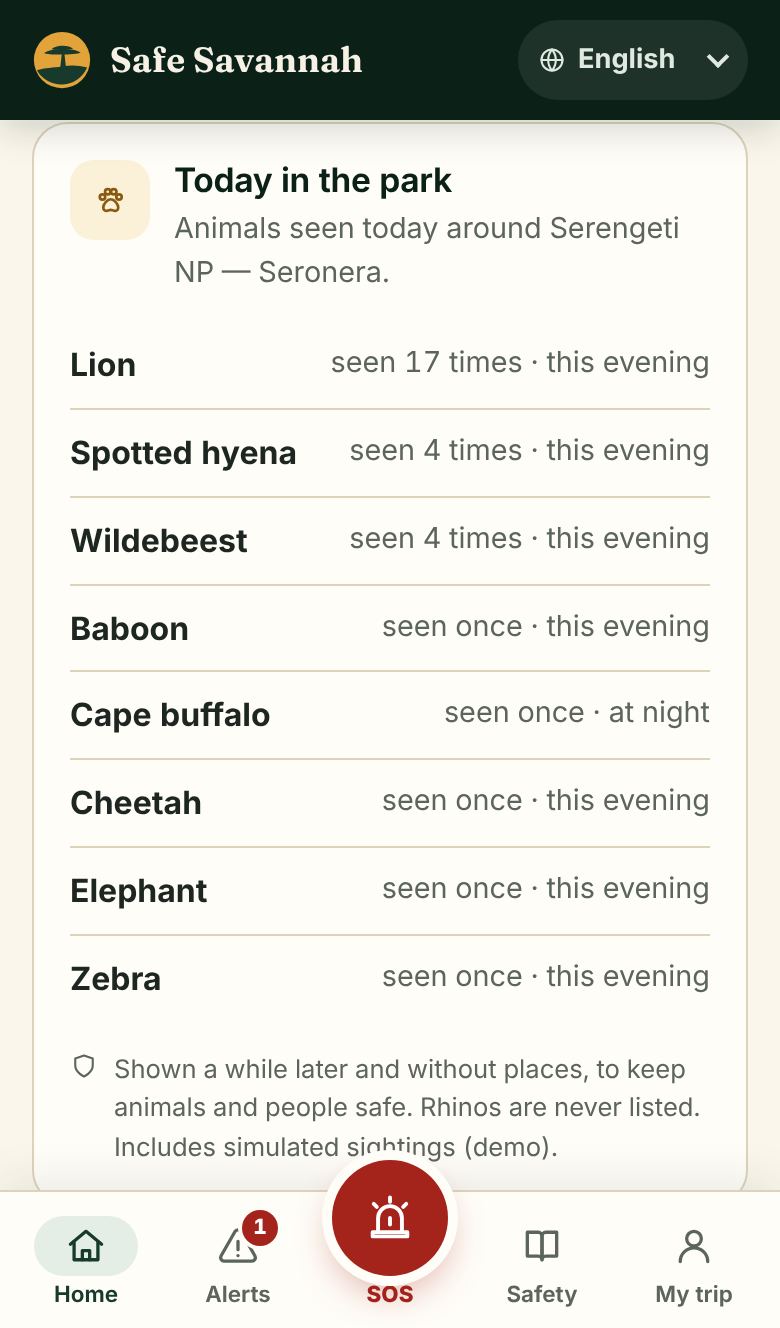 Safe Savannah
English
Today in the park
Animals seen today around Serengeti
NP — Seronera.
Lion seen 17 times · this evening
Spotted hyena seen 4 times · this evening
Wildebeest seen 4 times · this evening
Baboon seen once · this evening
Cape buffalo seen once · at night
Cheetah seen once · this evening
Elephant seen once · this evening
Zebra seen once · this evening
Shown a while later and without places, to keep
animals and people safe. Rhinos are never listed.
Includes simulated sightings (demo).
1
Home Alerts SOS Safety My trip